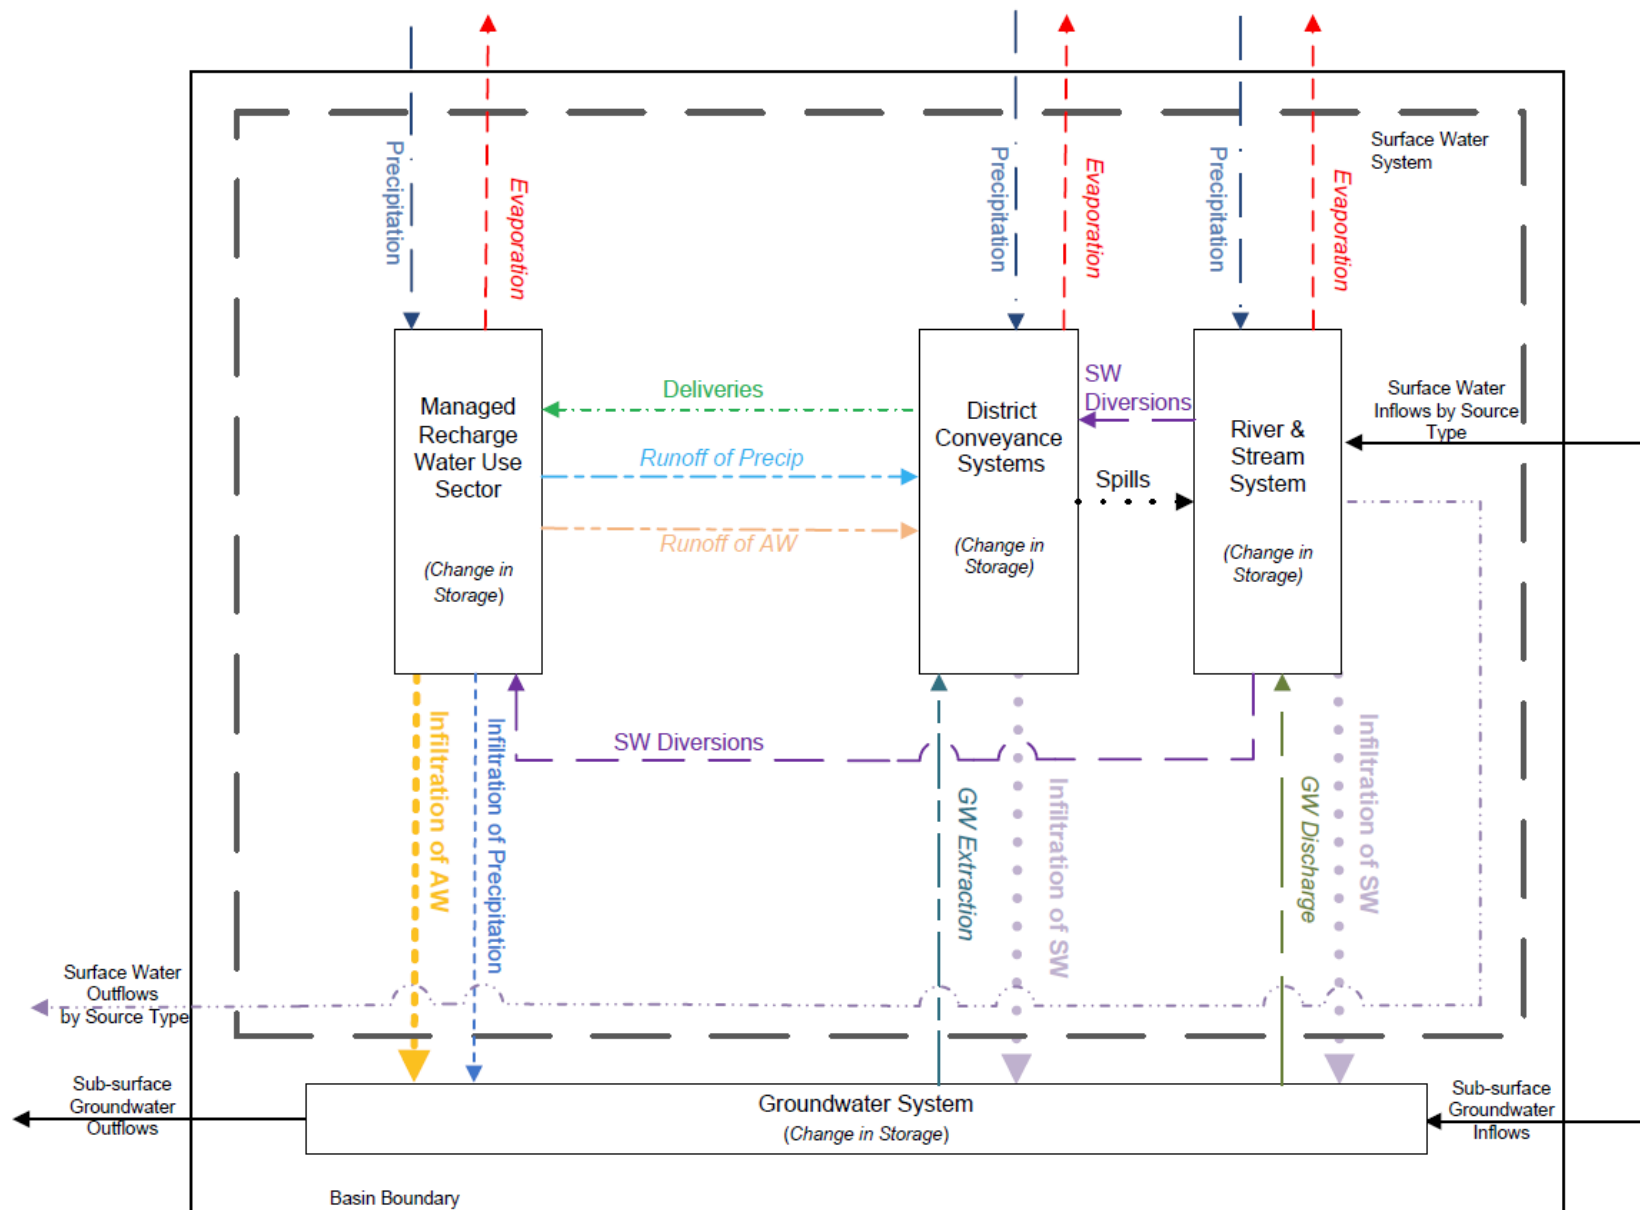 Surface Water
System
Precipitation
Evaporation
Precipitation
Evaporation
Precipitation
Evaporation
Managed
Recharge
Water Use
Sector
(Change in
Storage)
Deliveries
Runoff of Precip
Runoff of AW
District
Conveyance
Systems
(Change in
Storage)
SW
Diversions
Spills
River &
Stream
System
(Change in
Storage)
Surface Water
Inflows by Source
Type
SW Diversions
Infiltration of AW
Infiltration of Precipitation
GW Extraction
Infiltration of SW
GW Discharge
Infiltration of SW
Surface Water
Outflows
by Source Type
Sub-surface
Groundwater
Outflows
Groundwater System
(Change in Storage)
Sub-surface
Groundwater
Inflows
Basin Boundary